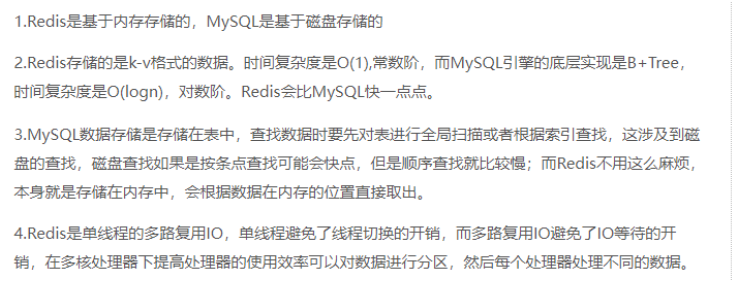 1.Redis是基于内存存储的，MySQL是基于磁盘存储的
2.Redis存储的是k-v格式的数据。时间复杂度是O(1),常数阶，而MySQL引擎的底层实现是B+Tree，
时间复杂度是O(logn)，对数阶。Redis会比MySQL快一点点。
3.MySQL数据存储是存储在表中，查找数据时要先对表进行全局扫描或者根据索引查找，这涉及到磁
盘的查找，磁盘查找如果是按条点查找可能会快点，但是顺序查找就比较慢；而Redis不用这么麻烦，
本身就是存储在内存中，会根据数据在内存的位置直接取出。
4.Redis是单线程的多路复用IO，单线程避免了线程切换的开销，而多路复用IO避免了IO等待的开
销，在多核处理器下提高处理器的使用效率可以对数据进行分区，然后每个处理器处理不同的数据。